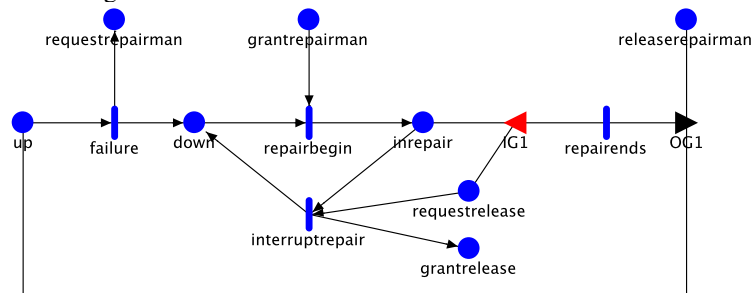 requestrepairman
grantrepairman
releaserepairman
up
failure
down
repairbegin
inrepair
IG1
repairends
OG1
requestrelease
interruptrepair
grantrelease